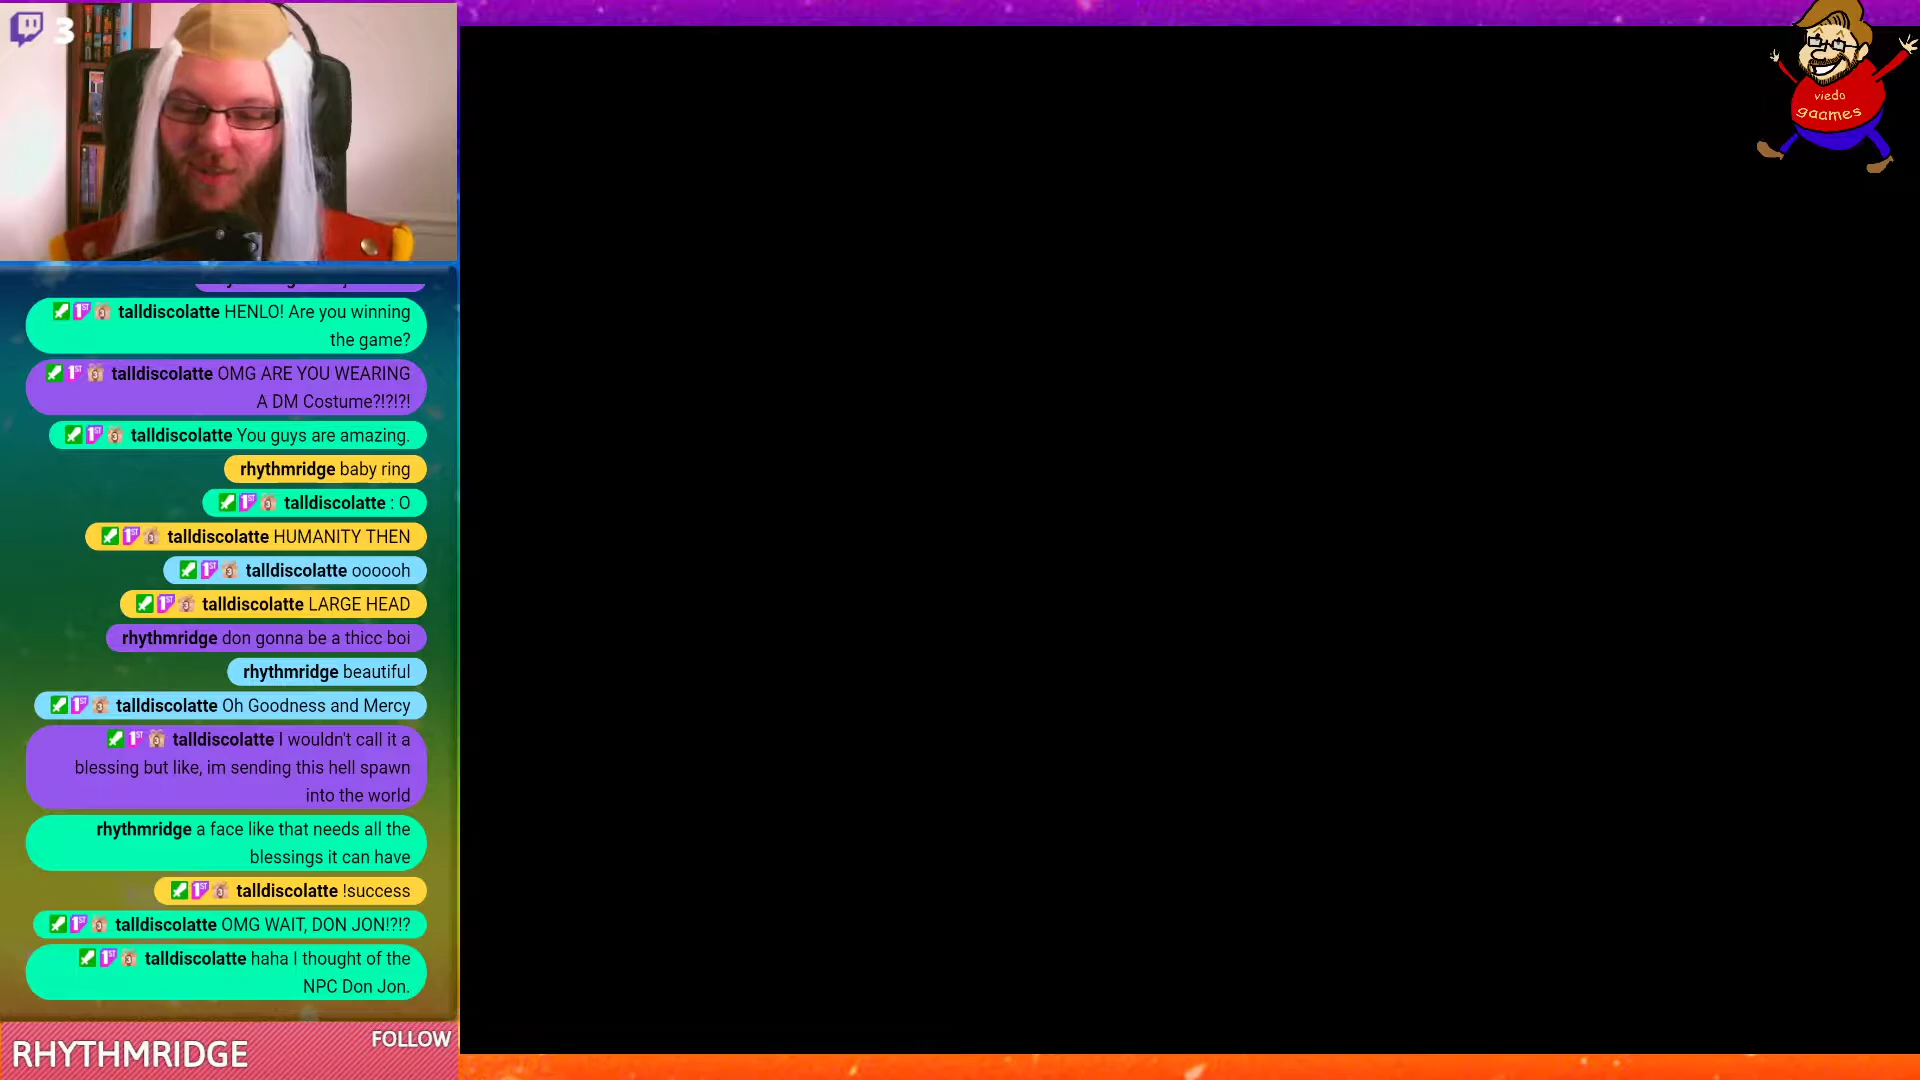 3
talldiscolatte HENLO! Are you winning
the game?
talldiscolatte OMG ARE YOU WEARING
A DM Costume?!?!?!
talldiscolatte You guys are amazing.
rhythmridge baby ring
talldiscolatte : O
talldiscolatte HUMANITY THEN
talldiscolatte oooooh
talldiscolatte LARGE HEAD
rhythmridge don gonna be a thicc boi
rhythmridge beautiful
talldiscolatte Oh Goodness and Mercy
talldiscolatte I wouldn't call it a
blessing but like, im sending this hell spawn
into the world
rhythmridge a face like that needs all the
blessings it can have
talldiscolatte !success
talldiscolatte OMG WAIT, DON JON!?!?
talldiscolatte haha I thought of the
NPC Don Jon.
RHYTHMRIDGE
FOLLOW
viedo
gaames